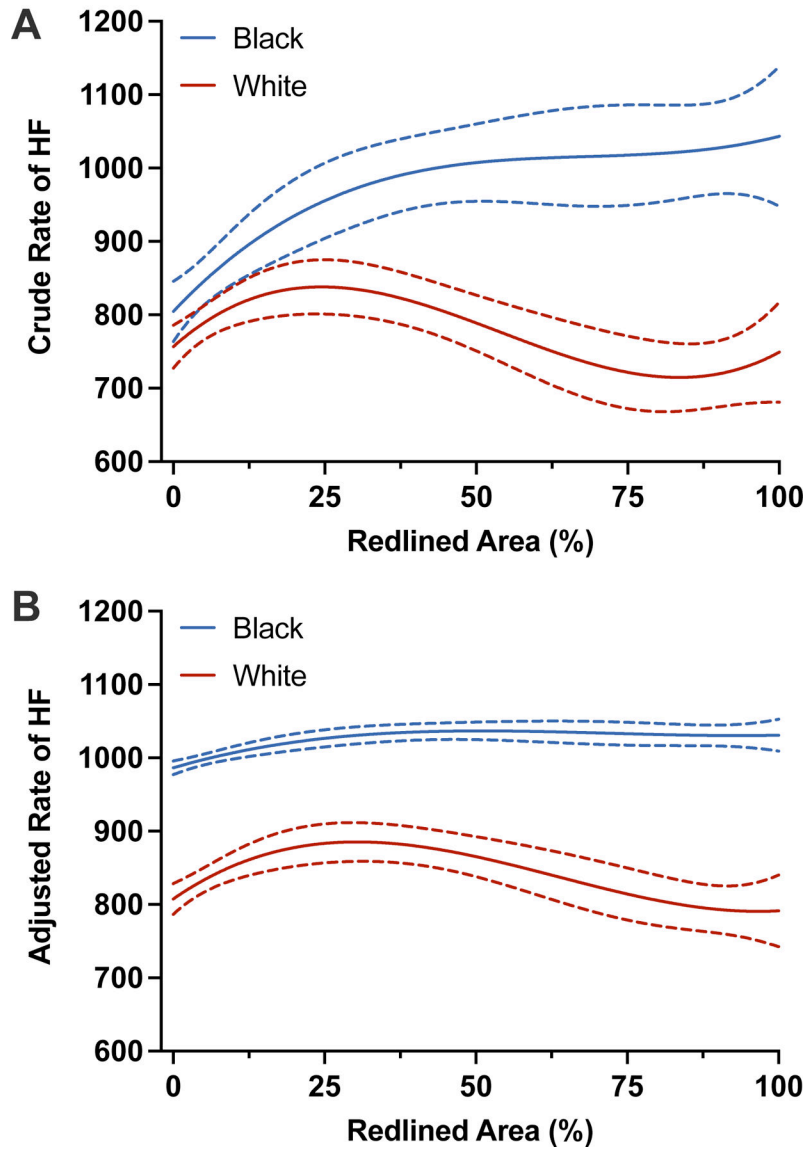 A
Crude Rate of HF
1200
1100
1000
900
800
700
600
Black
White
0 25 50 75 100
Redlined Area (%)
B
Adjusted Rate of HF
1200
1100
1000
900
800
700
600
Black
White
0 25 50 75 100
Redlined Area (%)